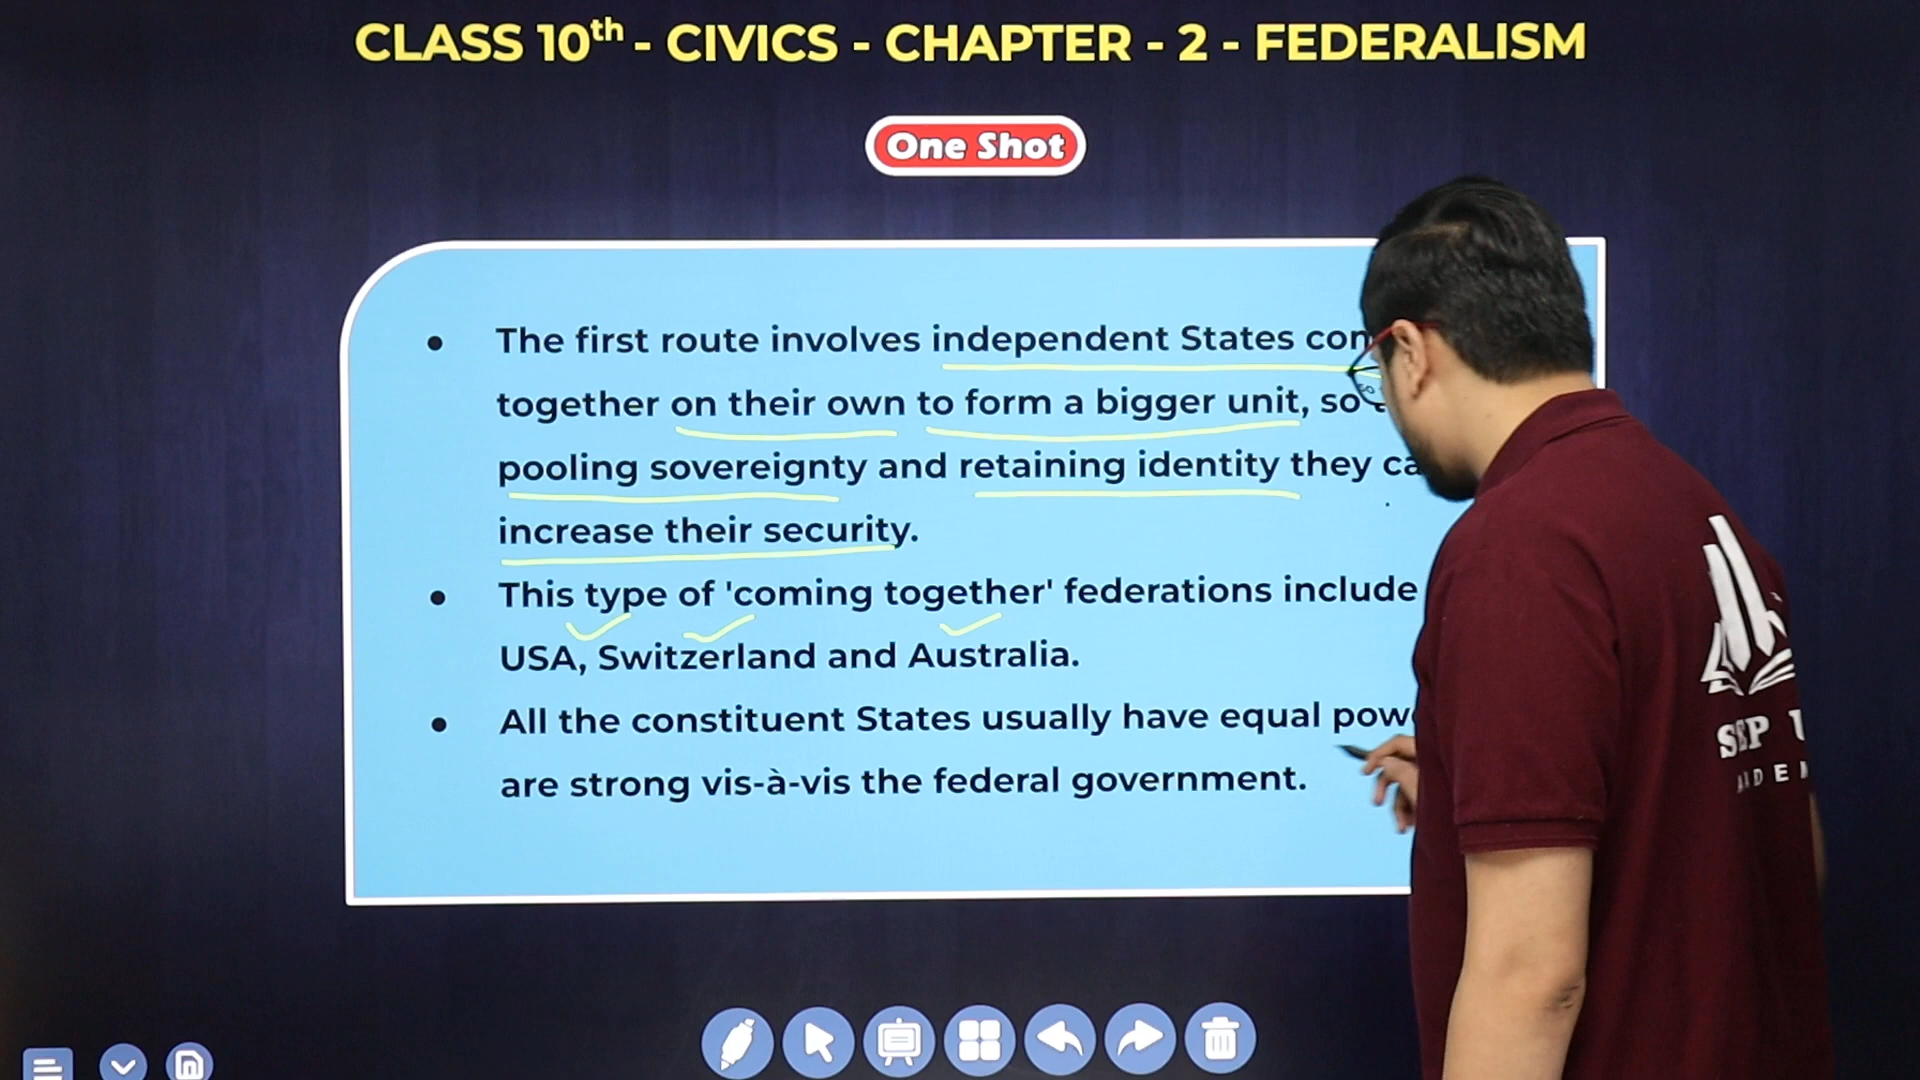 CLASS 10th - CIVICS - CHAPTER - 2 - FEDERALISM
One Shot
• The first route involves independent States
together on their own to form a bigger unit, so
pooling sovereignty and retaining identity they
increase their security.
• This type of 'coming together' federations include
USA, Switzerland and Australia.
• All the constituent States usually have equal
are strong vis-à-vis the federal government.